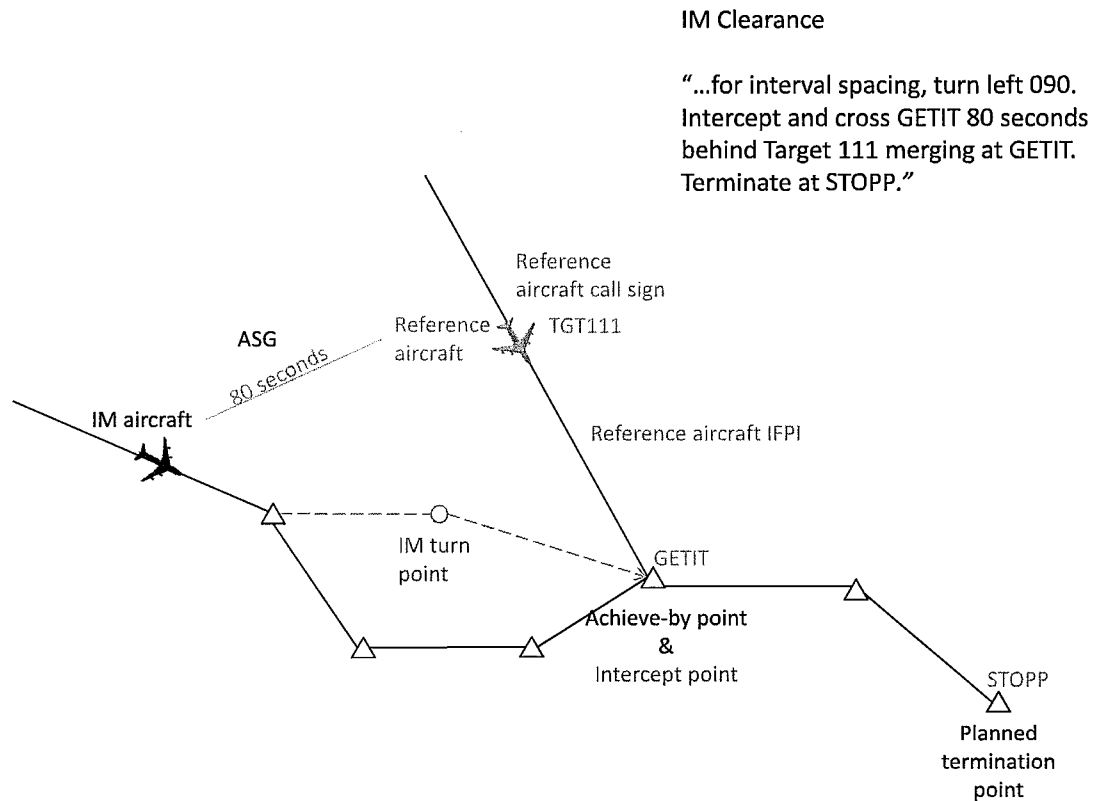 IM Clearance
“...for interval spacing, turn left 090.
Intercept and cross GETIT 80 seconds
behind Target 111 merging at GETIT.
Terminate at STOPP.”
Reference
aircraft call sign
TGT111
Reference
aircraft
ASG
80 seconds
IM aircraft
Reference aircraft IFPI
IM turn
point
GETIT
Achieve-by point
&
Intercept point
STOPP
Planned
termination
point